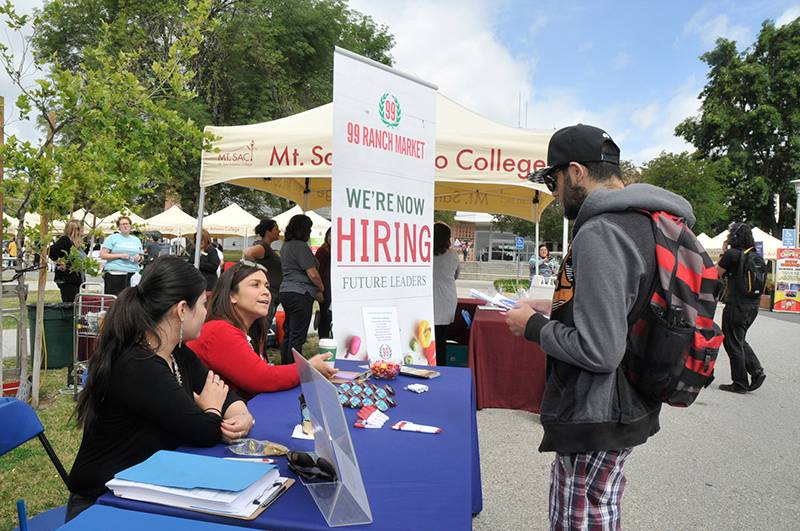 Mt. SAC
Mt. Sa o College
99
99 RANCH MARKET
WE'RE NOW
HIRING
FUTURE LEADERS